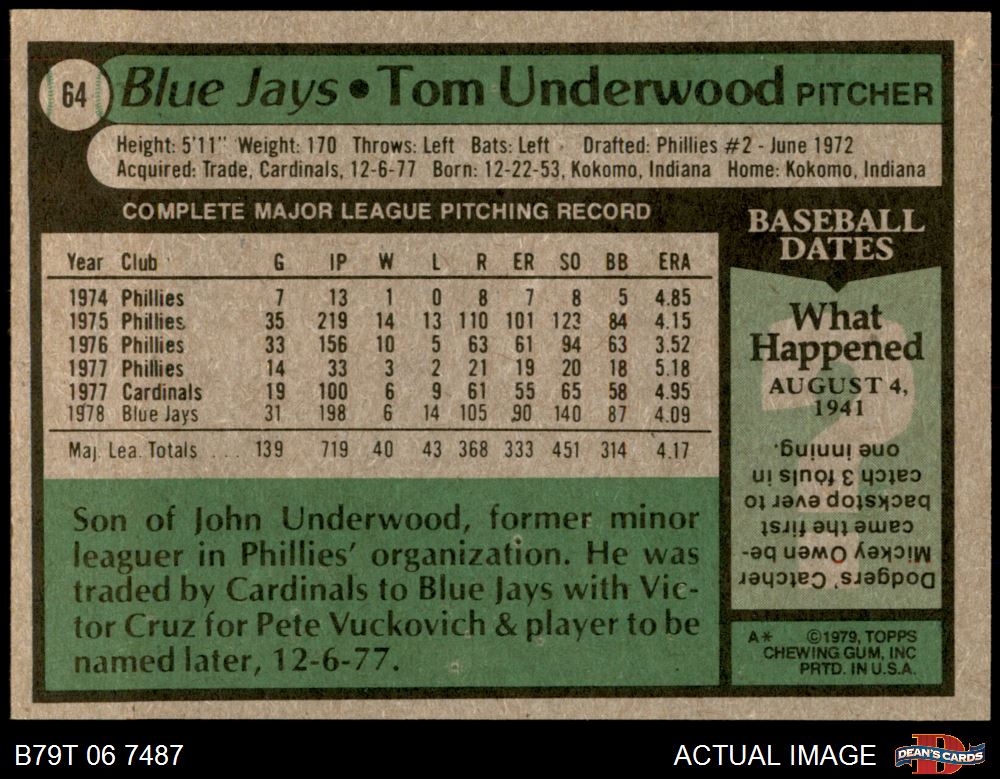 64 Blue Jays • Tom Underwood PITCHER
Height: 5'11" Weight: 170 Throws: Left Bats: Left Drafted: Phillies #2 - June 1972
Acquired: Trade, Cardinals, 12-6-77 Born: 12-22-53, Kokomo, Indiana Home: Kokomo, Indiana
COMPLETE MAJOR LEAGUE PITCHING RECORD
Year Club G IP W L R ER SO BB ERA
1974 Phillies 7 13 1 0 8 7 8 5 4.85
1975 Phillies 35 219 14 13 110 101 123 84 4.15
1976 Phillies 33 156 10 5 63 61 94 63 3.52
1977 Phillies 14 33 3 2 21 19 20 18 5.18
1977 Cardinals 19 100 6 9 61 55 65 58 4.95
1978 Blue Jays 31 198 6 14 105 90 140 87 4.09
Maj. Lea. Totals . . . 139 719 40 43 368 333 451 314 4.17
Son of John Underwood, former minor
leaguer in Phillies' organization. He was
traded by Cardinals to Blue Jays with Vic-
tor Cruz for Pete Vuckovich & player to be
named later, 12-6-77.
BASEBALL
DATES
What
Happened
AUGUST 4,
1941
Dodgers' Catcher
Mickey Owen be-
came the first
backstop ever to
catch 3 fouls in
one inning.
A* ©1979, TOPPS
CHEWING GUM, INC
PRTD. IN U.S.A.
B79T 06 7487
ACTUAL IMAGE
DEAN'S CARDS